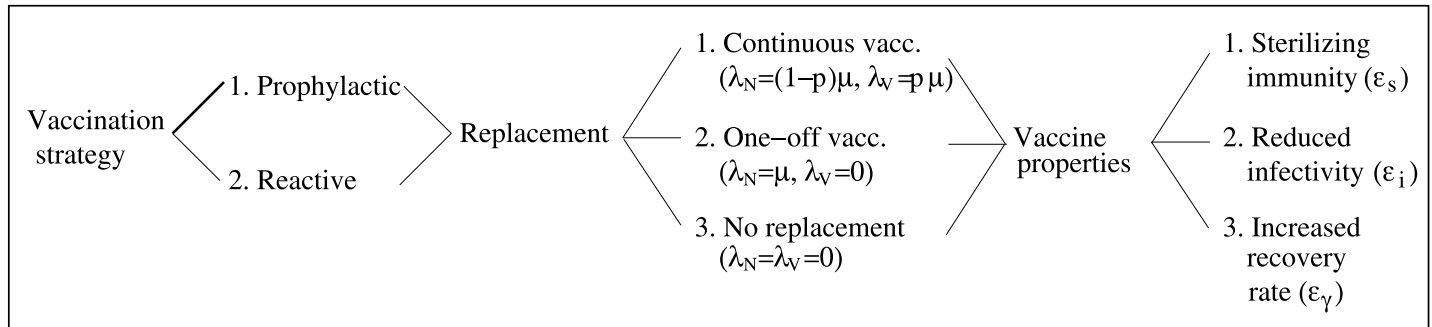 Vaccination
strategy
1. Prophylactic
2. Reactive
Replacement
1. Continuous vacc.
(λN=(1−p)μ, λV=p μ)
2. One−off vacc.
(λN=μ, λV=0)
3. No replacement
(λN=λV=0)
Vaccine
properties
1. Sterilizing
immunity (εs)
2. Reduced
infectivity (εi)
3. Increased
recovery
rate (εγ)